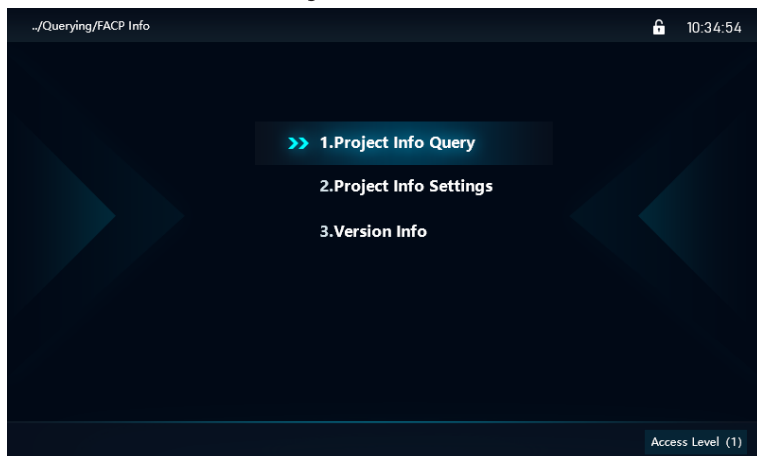 ../Querying/FACP Info
10:34:54
1.Project Info Query
2.Project Info Settings
3.Version Info
Access Level (1)